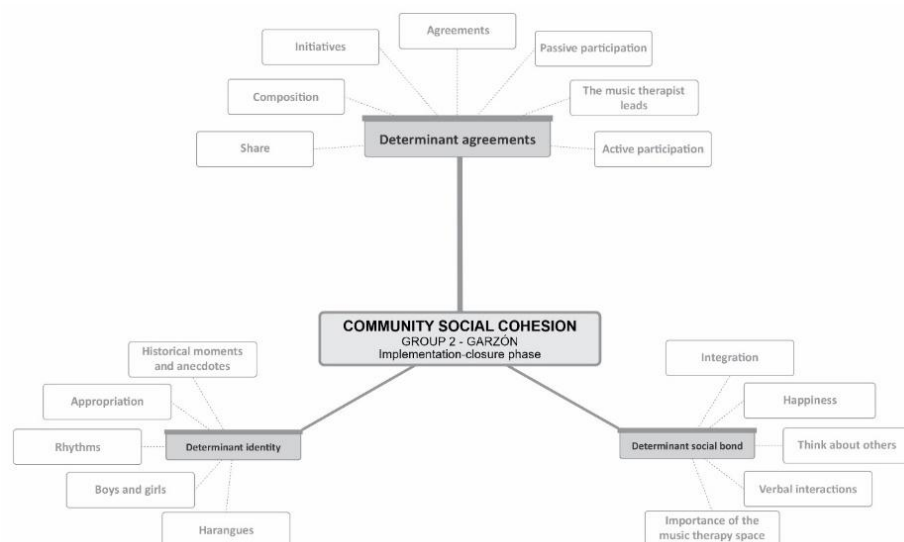 Agreements
Initiatives
Passive participation
Composition
The music therapist
leads
Share
Determinant agreements
Active participation
COMMUNITY SOCIAL COHESION
GROUP 2 - GARZÓN
Implementation-closure phase
Historical moments
and anecdotes
Appropriation
Rhythms
Determinant identity
Boys and girls
Harangues
Integration
Happiness
Determinant social bond
Think about others
Verbal interactions
Importance of the
music therapy space